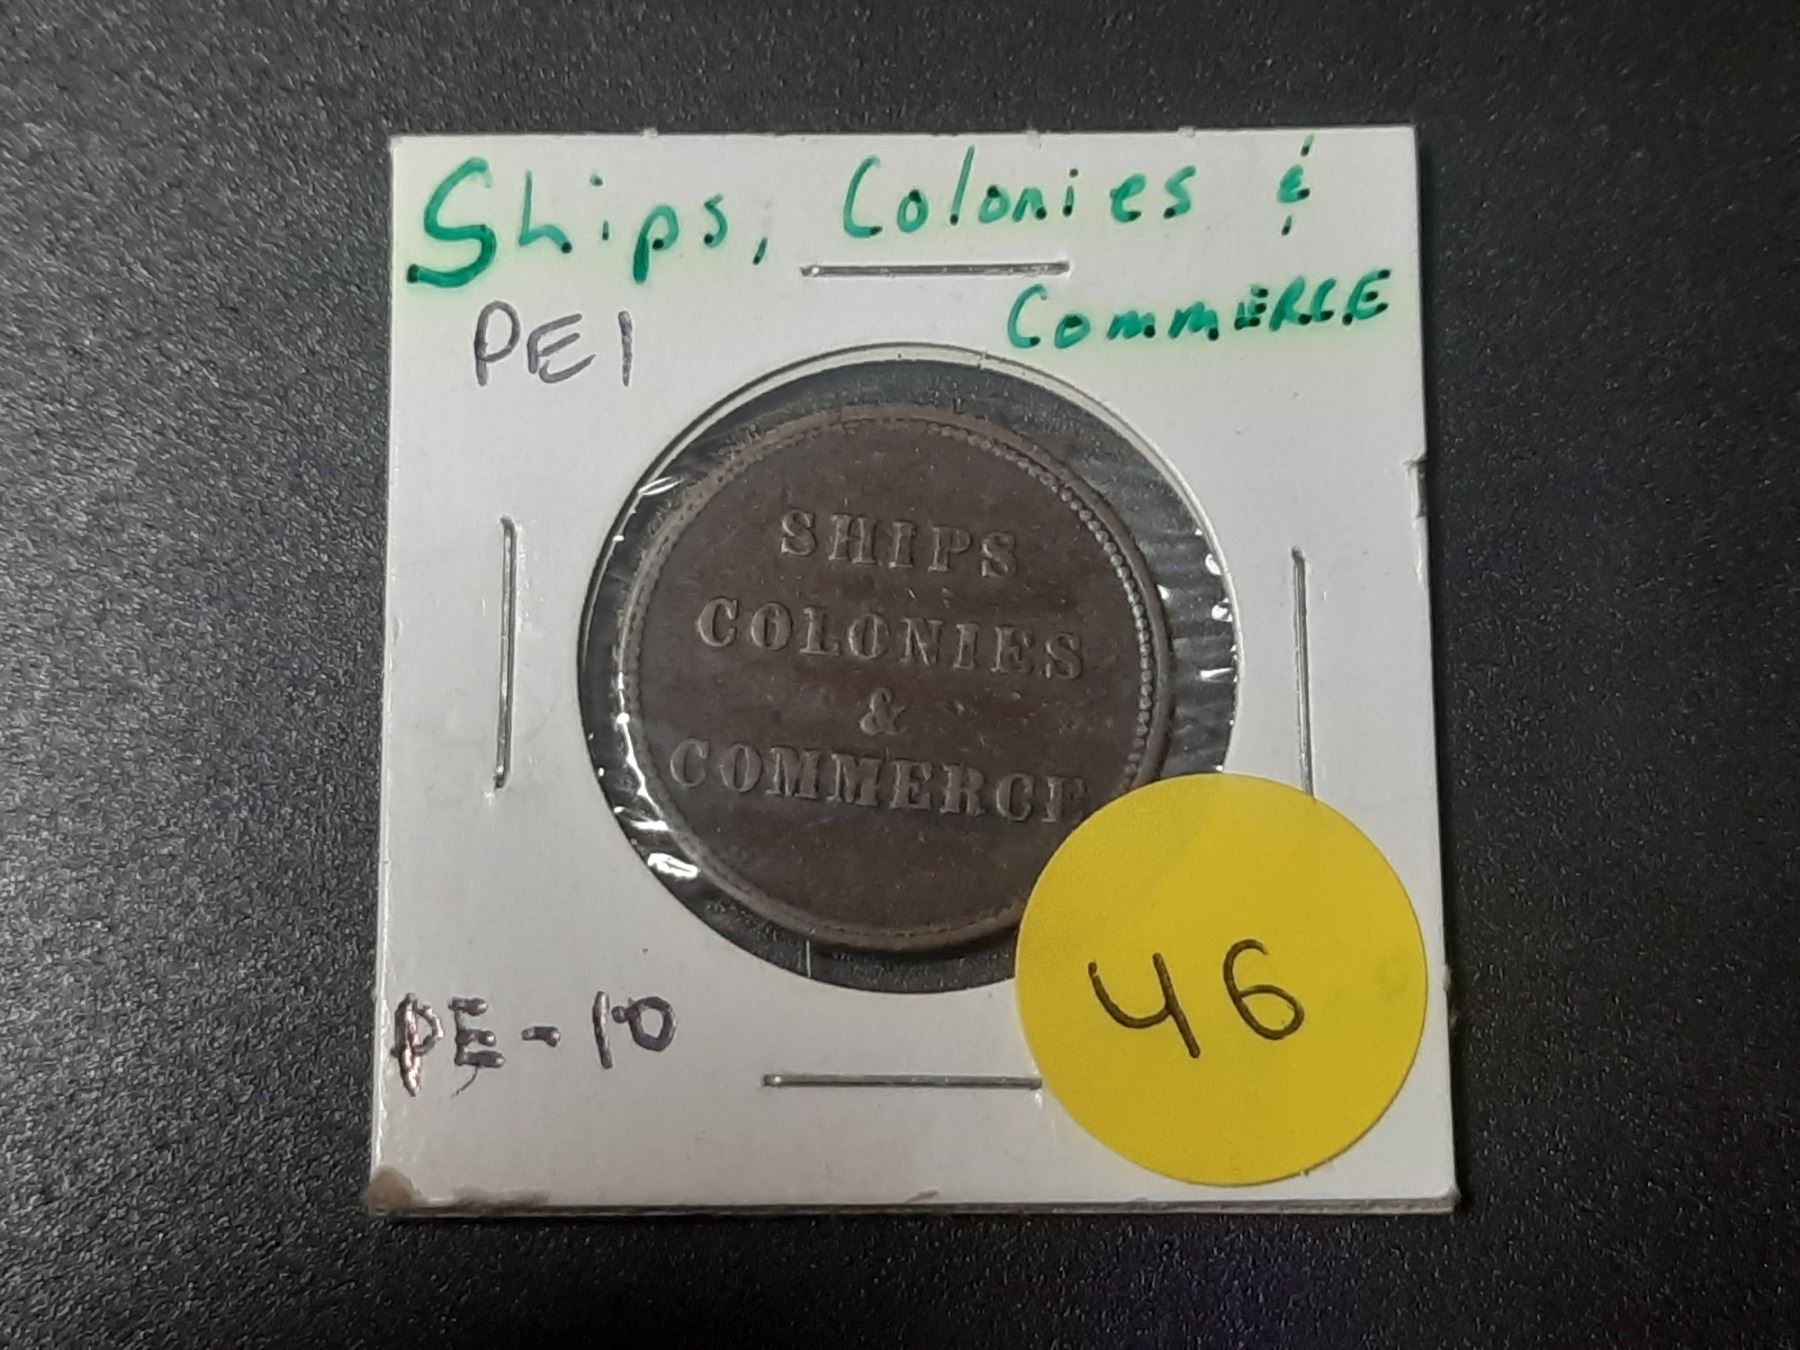 Ships, Colonies &
Commerce
PEI
SHIPS
COLONIES
&
COMMERCE
PE-10
46